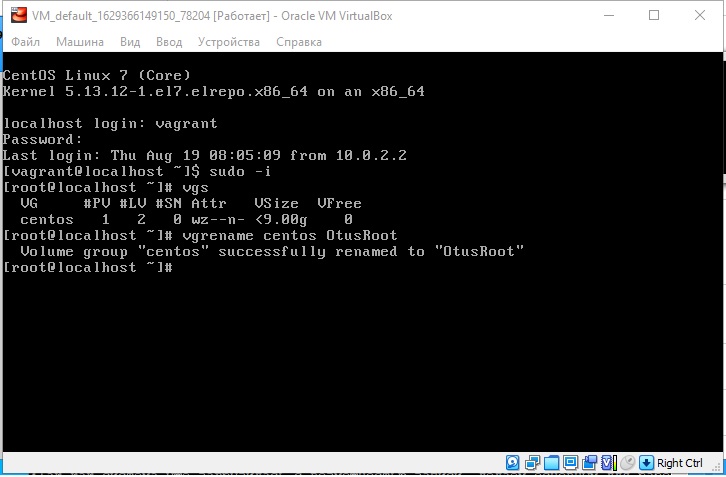 VM_default_1629366149150_78204 [Работает] - Oracle VM VirtualBox
Файл Машина Вид Ввод Устройства Справка
CentOS Linux 7 (Core)
Kernel 5.13.12-1.el7.elrepo.x86_64 on an x86_64
localhost login: vagrant
Password:
Last login: Thu Aug 19 08:05:09 from 10.0.2.2
[vagrant@localhost ~]$ sudo -i
[root@localhost ~]# vgs
VG #PV #LV #SN Attr VSize VFree
centos 1 2 0 wz--n- <9.00g 0
[root@localhost ~]# vgrename centos OtusRoot
Volume group "centos" successfully renamed to "OtusRoot"
[root@localhost ~]#
Right Ctrl